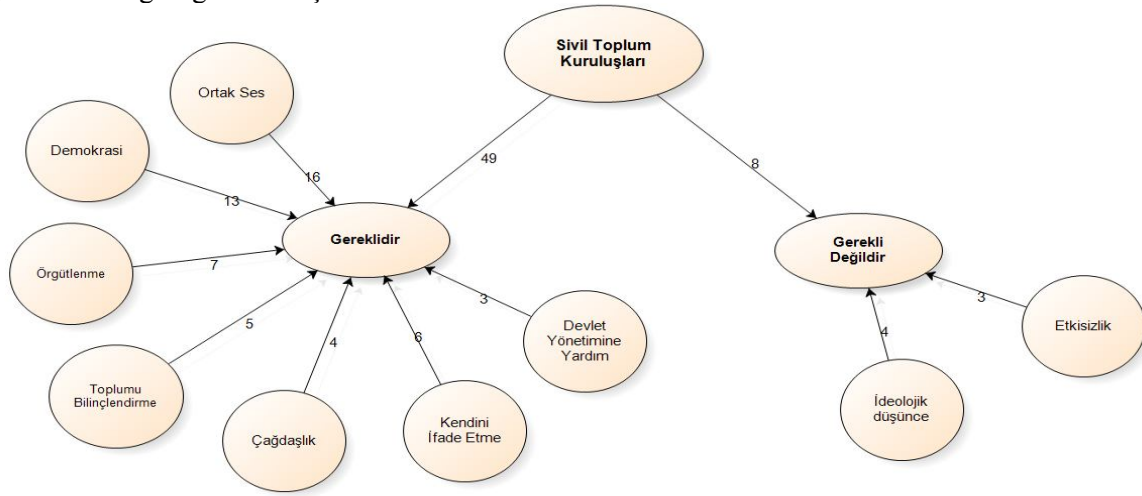 Sivil Toplum
Kuruluşları
Ortak Ses
Demokrasi
49
8
16
13
Gereklidir
Gerekli
Değildir
Örgütlenme
7
3
3
Devlet
Yönetimine
Yardım
Etkisizlik
5
4
6
4
Toplumu
Bilinçlendirme
Çağdaşlık
Kendini
İfade Etme
İdeolojik
düşünce